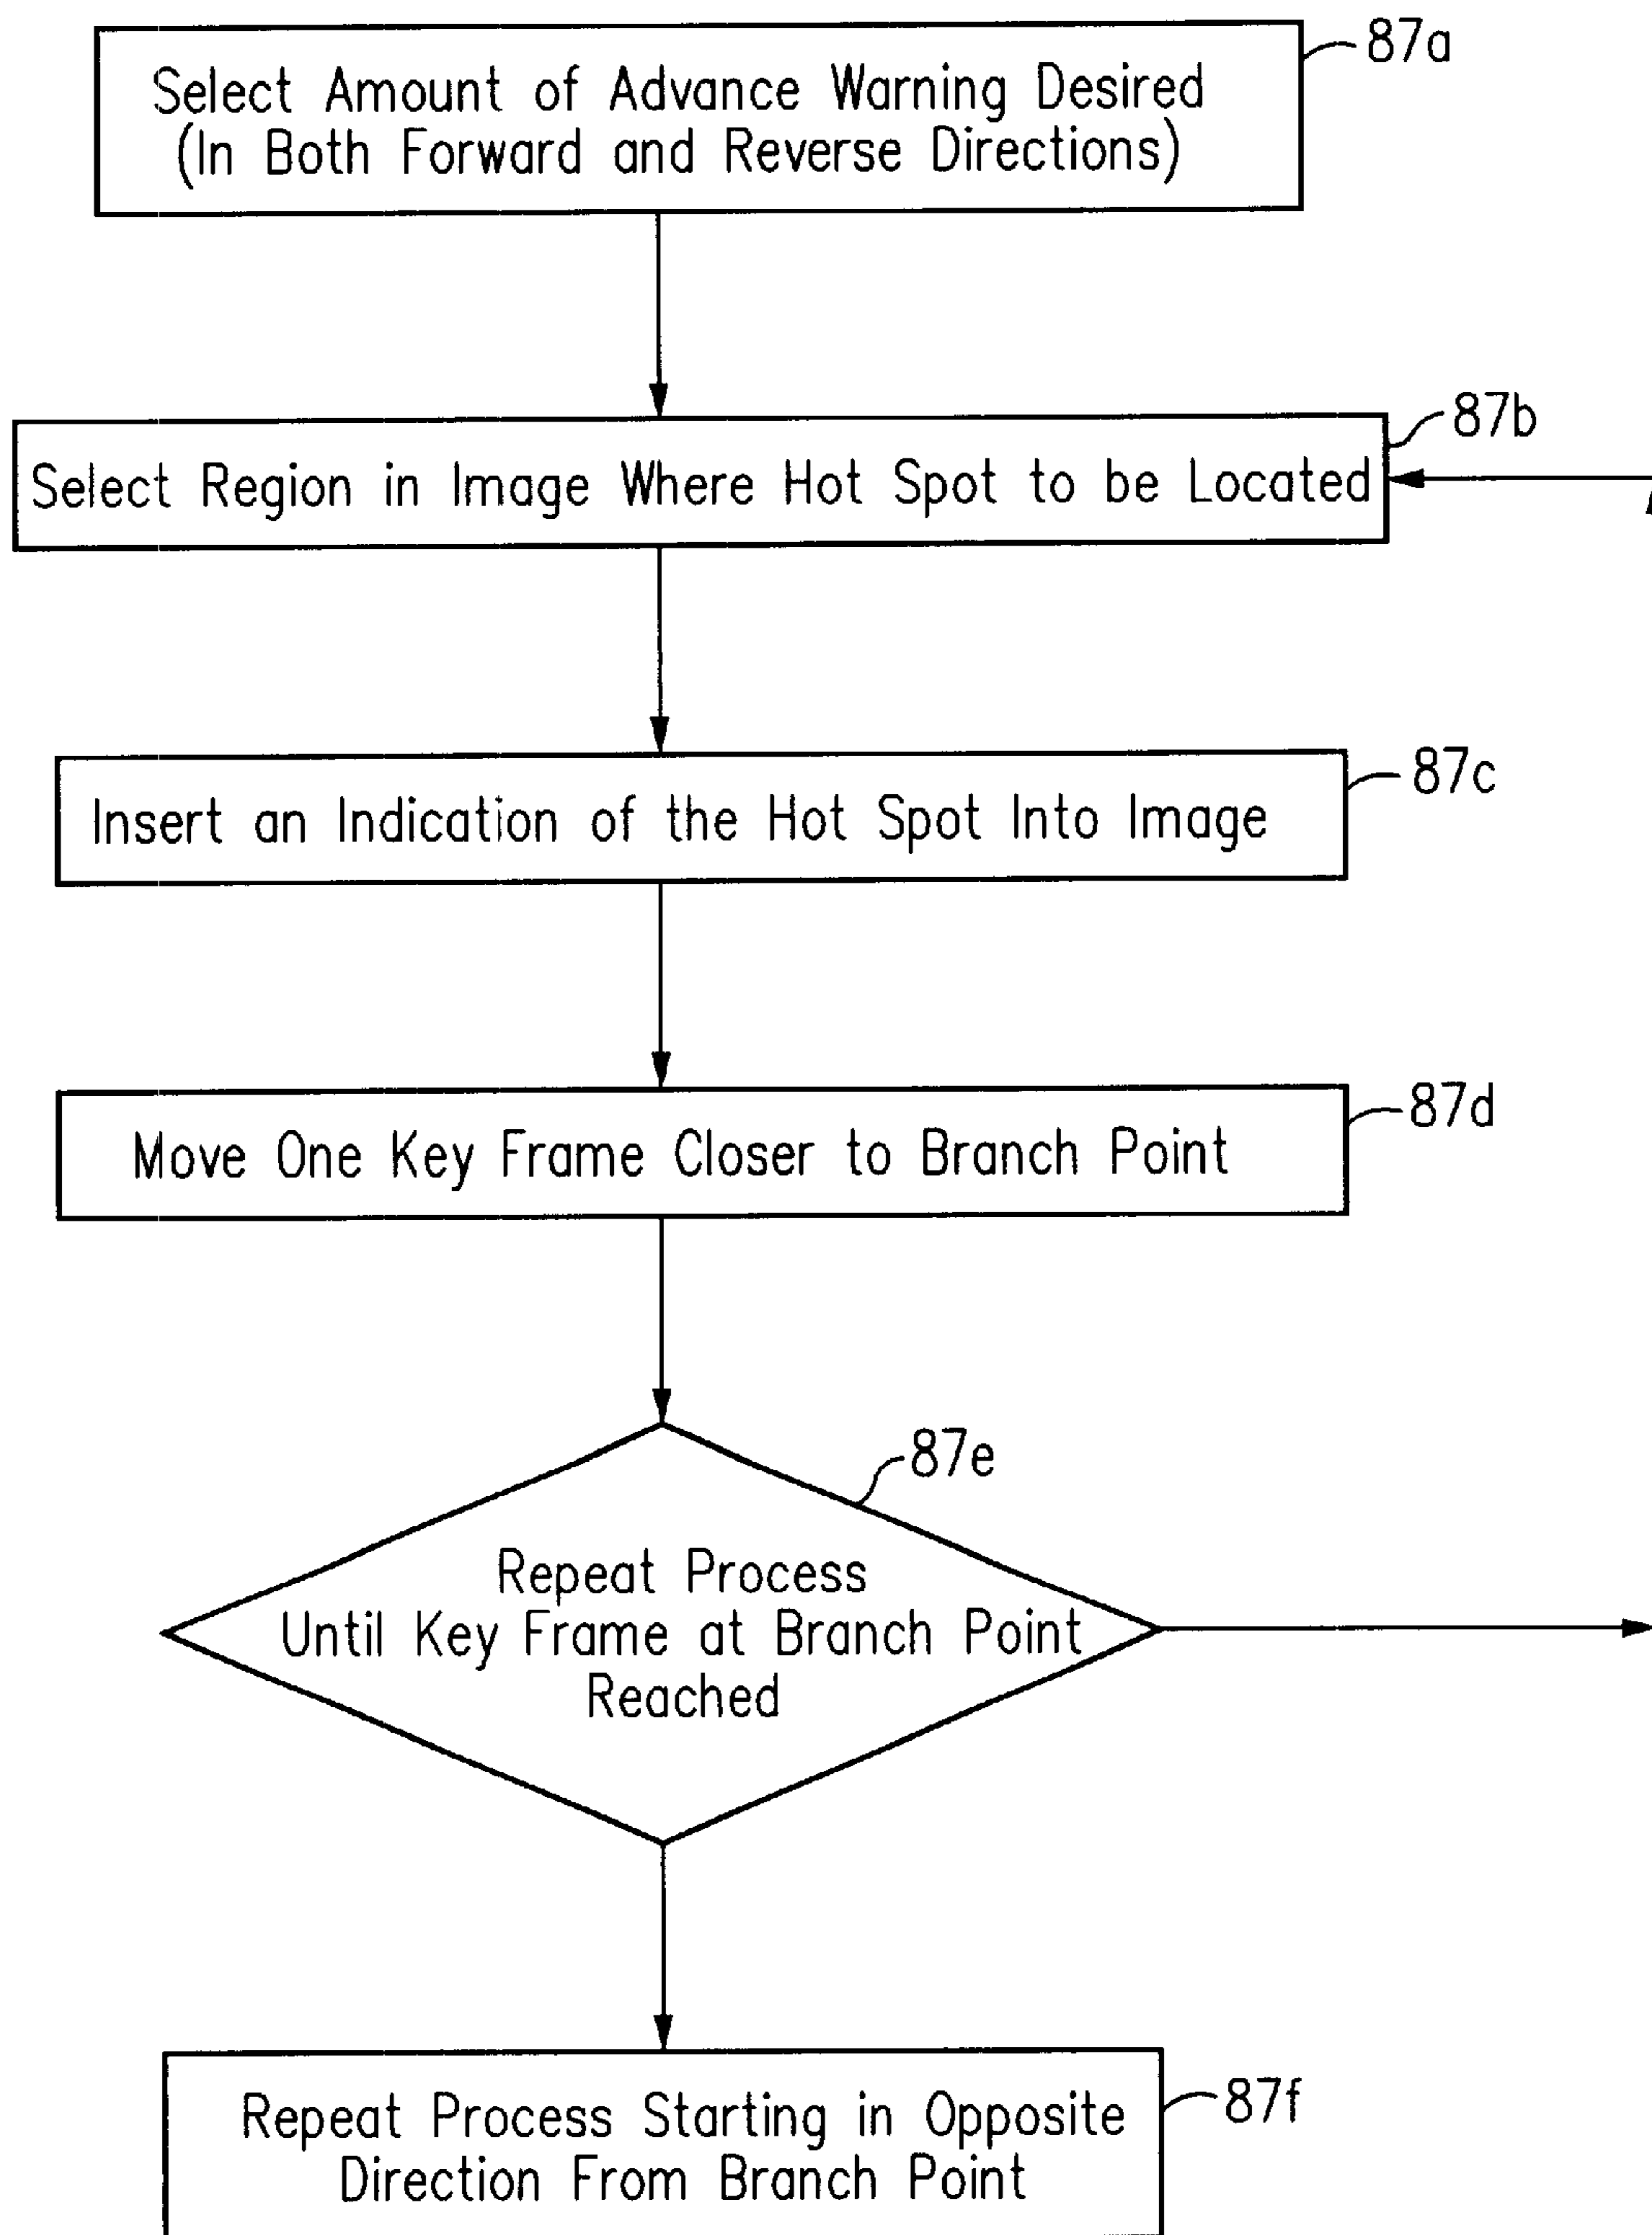 87a
Select Amount of Advance Warning Desired
(In Both Forward and Reverse Directions)
87b
Select Region in Image Where Hot Spot to be Located
87c
Insert an Indication of the Hot Spot Into Image
87d
Move One Key Frame Closer to Branch Point
87e
Repeat Process
Until Key Frame at Branch Point
Reached
87f
Repeat Process Starting in Opposite
Direction From Branch Point